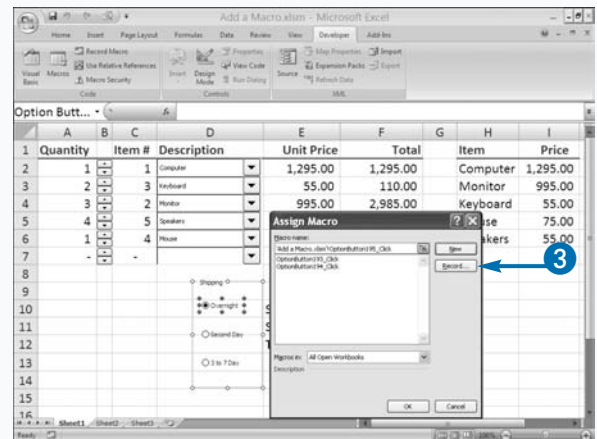 Add a Macro.xlsm - Microsoft Excel
Home Insert Page Layout Formulas Data Review View Developer Add-Ins
Visual Basic Macros Record Macro Use Relative References Macro Security
Insert Design Mode Properties View Code Run Dialog
Source Map Properties Expansion Packs Refresh Data Import Export
Code Controls XML
Option Butt...
A B C D E F G H I
1 Quantity Item # Description Unit Price Total Item Price
2 1 1 Computer 1,295.00 1,295.00 Computer 1,295.00
3 2 3 Keyboard 55.00 110.00 Monitor 995.00
4 3 2 Monitor 995.00 2,985.00 Keyboard 55.00
5 4 5 Speakers Assign Macro use 75.00
6 1 4 Mouse akers 55.00
7 - -
Macro name:
New
OptionButton193_Click
Record...
3
OptionButton194_Click
8
Shipping
9
10 Overnight
11 Second Day
12
13 3 to 7 Day
Macros in: All Open Workbooks
Description
14
15
OK Cancel
16
Sheet1 Sheet2 Sheet3
Ready 100%